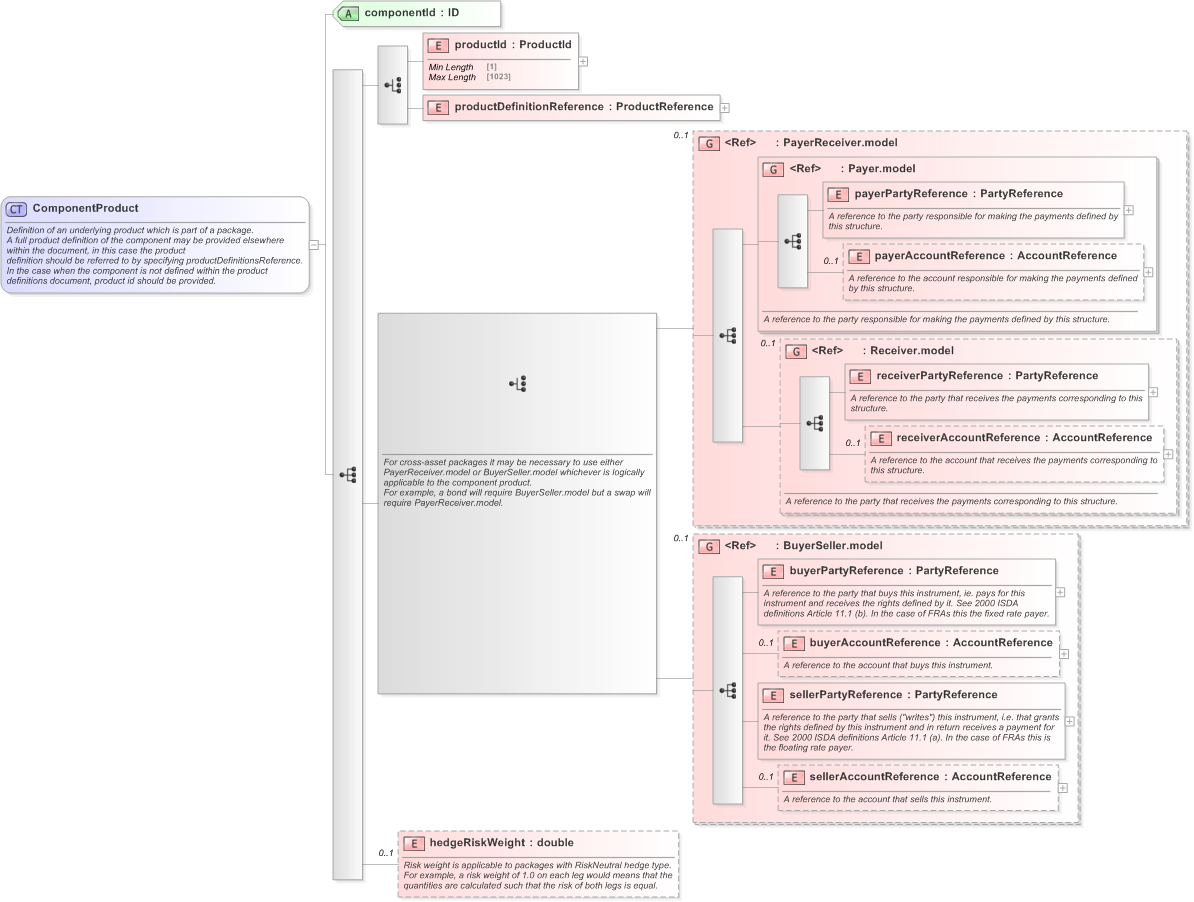 A componentId : ID
E productId : ProductId
Min Length [1]
Max Length [1023]
E productDefinitionReference : ProductReference
0..1
G <Ref> : PayerReceiver.model
G <Ref> : Payer.model
E payerPartyReference : PartyReference
A reference to the party responsible for making the payments defined by
this structure.
0..1
E payerAccountReference : AccountReference
A reference to the account responsible for making the payments defined
by this structure.
A reference to the party responsible for making the payments defined by this structure.
0..1
G <Ref> : Receiver.model
E receiverPartyReference : PartyReference
A reference to the party that receives the payments corresponding to this
structure.
0..1
E receiverAccountReference : AccountReference
A reference to the account that receives the payments corresponding to
this structure.
A reference to the party that receives the payments corresponding to this structure.
CT ComponentProduct
Definition of an underlying product which is part of a package.
A full product definition of the component may be provided elsewhere
within the document, in this case the product
definition should be referred to by specifying productDefinitionsReference.
In the case when the component is not defined within the product
definitions document, product id should be provided.
For cross-asset packages it may be necessary to use either
PayerReceiver.model or BuyerSeller.model whichever is logically
applicable to the component product.
For example, a bond will require BuyerSeller.model but a swap will
require PayerReceiver.model.
0..1
G <Ref> : BuyerSeller.model
E buyerPartyReference : PartyReference
A reference to the party that buys this instrument, ie. pays for this
instrument and receives the rights defined by it. See 2000 ISDA
definitions Article 11.1 (b). In the case of FRAs this the fixed rate payer.
0..1
E buyerAccountReference : AccountReference
A reference to the account that buys this instrument.
E sellerPartyReference : PartyReference
A reference to the party that sells ("writes") this instrument, i.e. that grants
the rights defined by this instrument and in return receives a payment for
it. See 2000 ISDA definitions Article 11.1 (a). In the case of FRAs this is
the floating rate payer.
0..1
E sellerAccountReference : AccountReference
A reference to the account that sells this instrument.
0..1
E hedgeRiskWeight : double
Risk weight is applicable to packages with RiskNeutral hedge type.
For example, a risk weight of 1.0 on each leg would means that the
quantities are calculated such that the risk of both legs is equal.